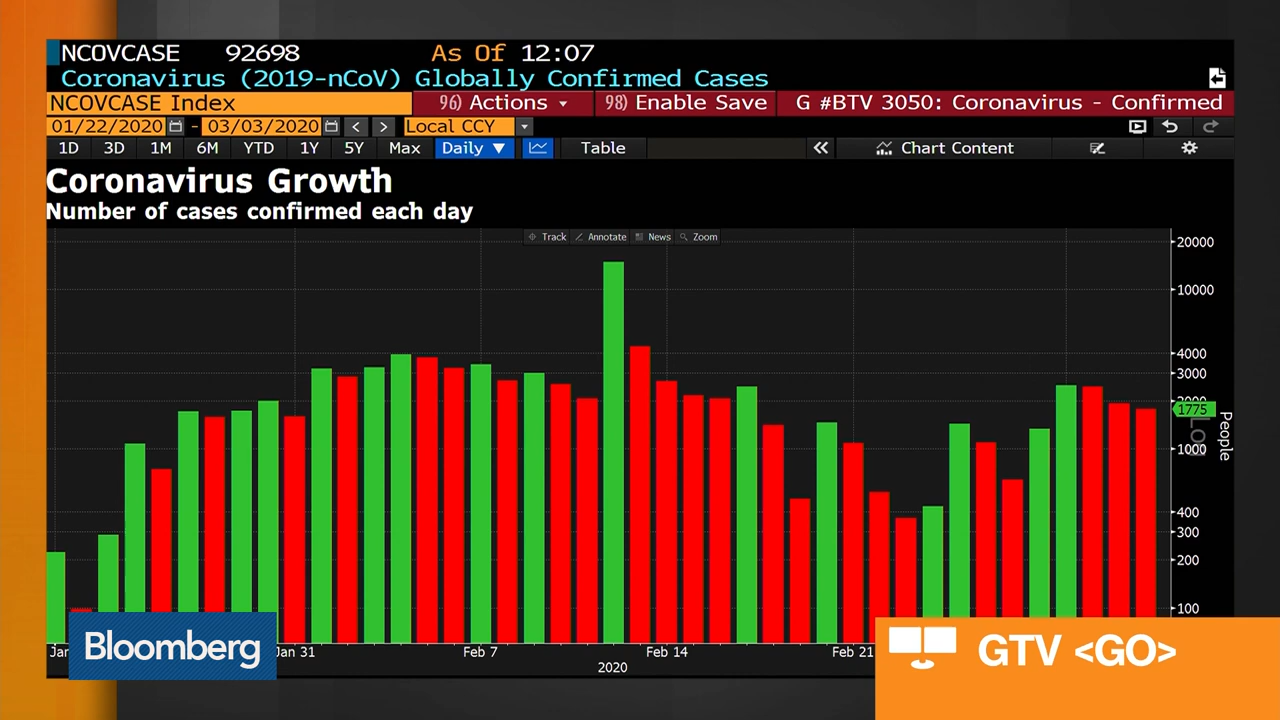 NCOVCASE 92698 As Of 12:07
Coronavirus (2019-nCoV) Globally Confirmed Cases
NCOVCASE Index 96) Actions 98) Enable Save G #BTV 3050: Coronavirus - Confirmed
01/22/2020 - 03/03/2020 < > Local CCY
1D 3D 1M 6M YTD 1Y 5Y Max Daily ▼ Table « Chart Content
Coronavirus Growth
Number of cases confirmed each day
Track Annotate News Zoom
20000
10000
4000
3000
2000
1775
1000
400
300
200
100
People
Jan 31 Feb 7 Feb 14 Feb 21
2020
Bloomberg
GTV <GO>